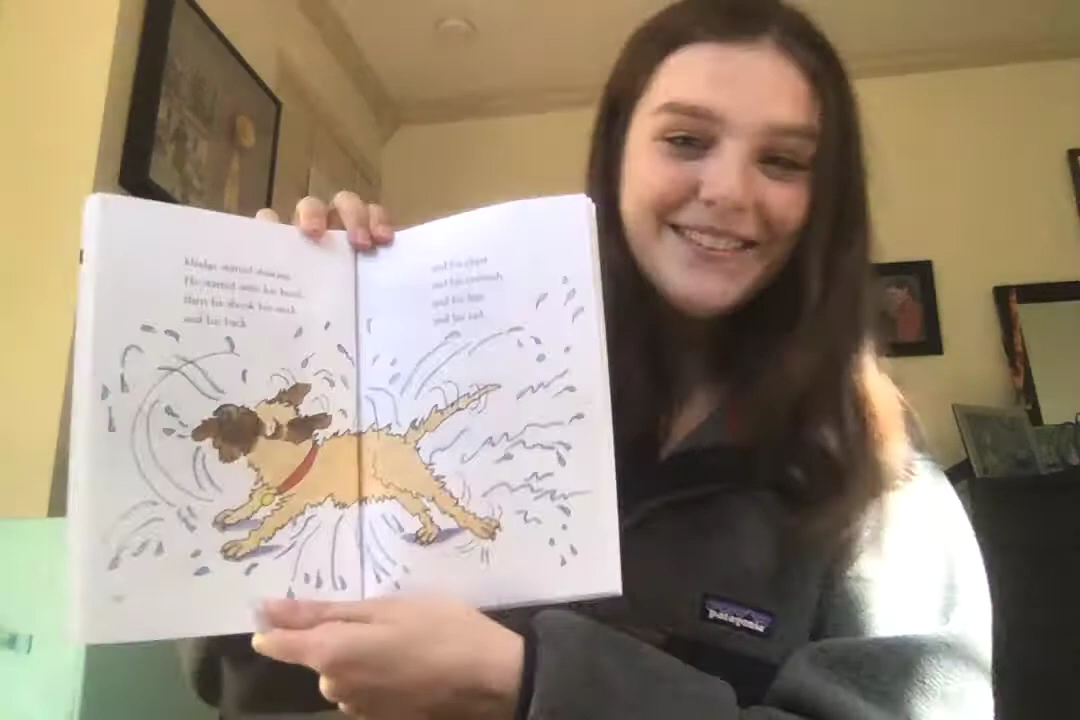 Mudge started shaking.
He started with his head,
then he shook his neck
and his back
and his chest
and his stomach
and his hips
and his tail.
patagonia